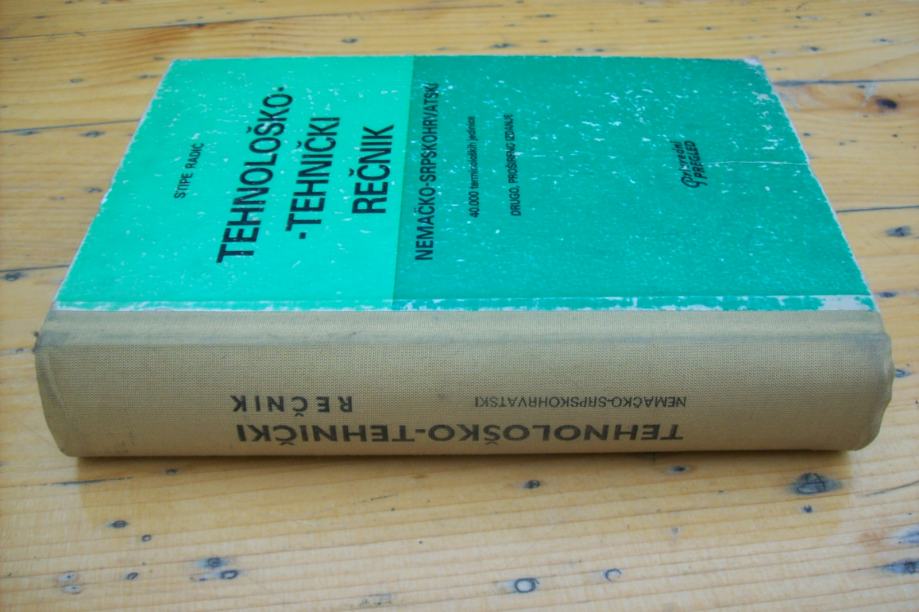 STIPE RADIĆ
TEHNOLOŠKO-
-TEHNIČKI
REČNIK
NEMAČKO-SRPSKOHRVATSKI
40.000 terminoloških jedinica
DRUGO, PROŠIRENO IZDANJE
privredni
PREGLED
TEHNOLOŠKO-TEHNIČKI
REČNIK
NEMAČKO-SRPSKOHRVATSKI